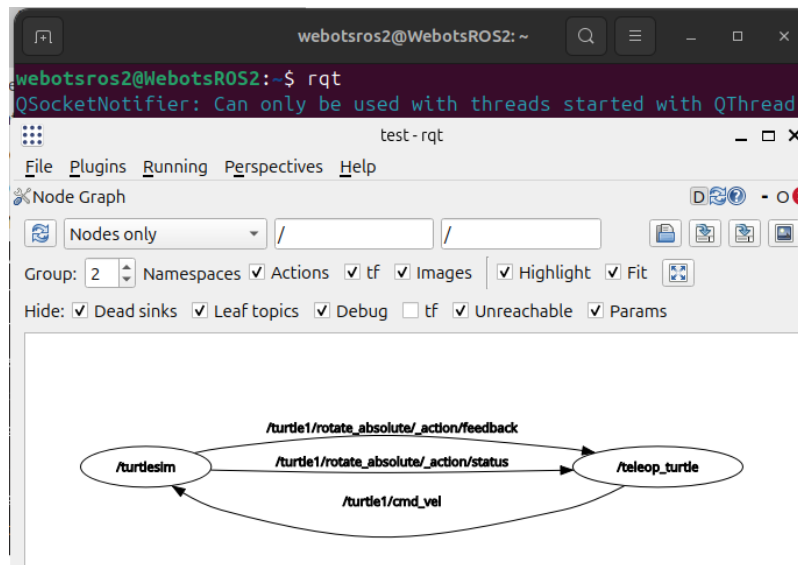 webotsros2@WebotsROS2: ~
webotsros2@WebotsROS2:~$ rqt
QSocketNotifier: Can only be used with threads started with QThread
test - rqt
File Plugins Running Perspectives Help
Node Graph D - O
Nodes only / /
Group: 2 Namespaces Actions tf Images Highlight Fit
Hide: Dead sinks Leaf topics Debug tf Unreachable Params
/turtle1/rotate_absolute/_action/feedback
/turtle1/rotate_absolute/_action/status
/turtlesim /teleop_turtle
/turtle1/cmd_vel